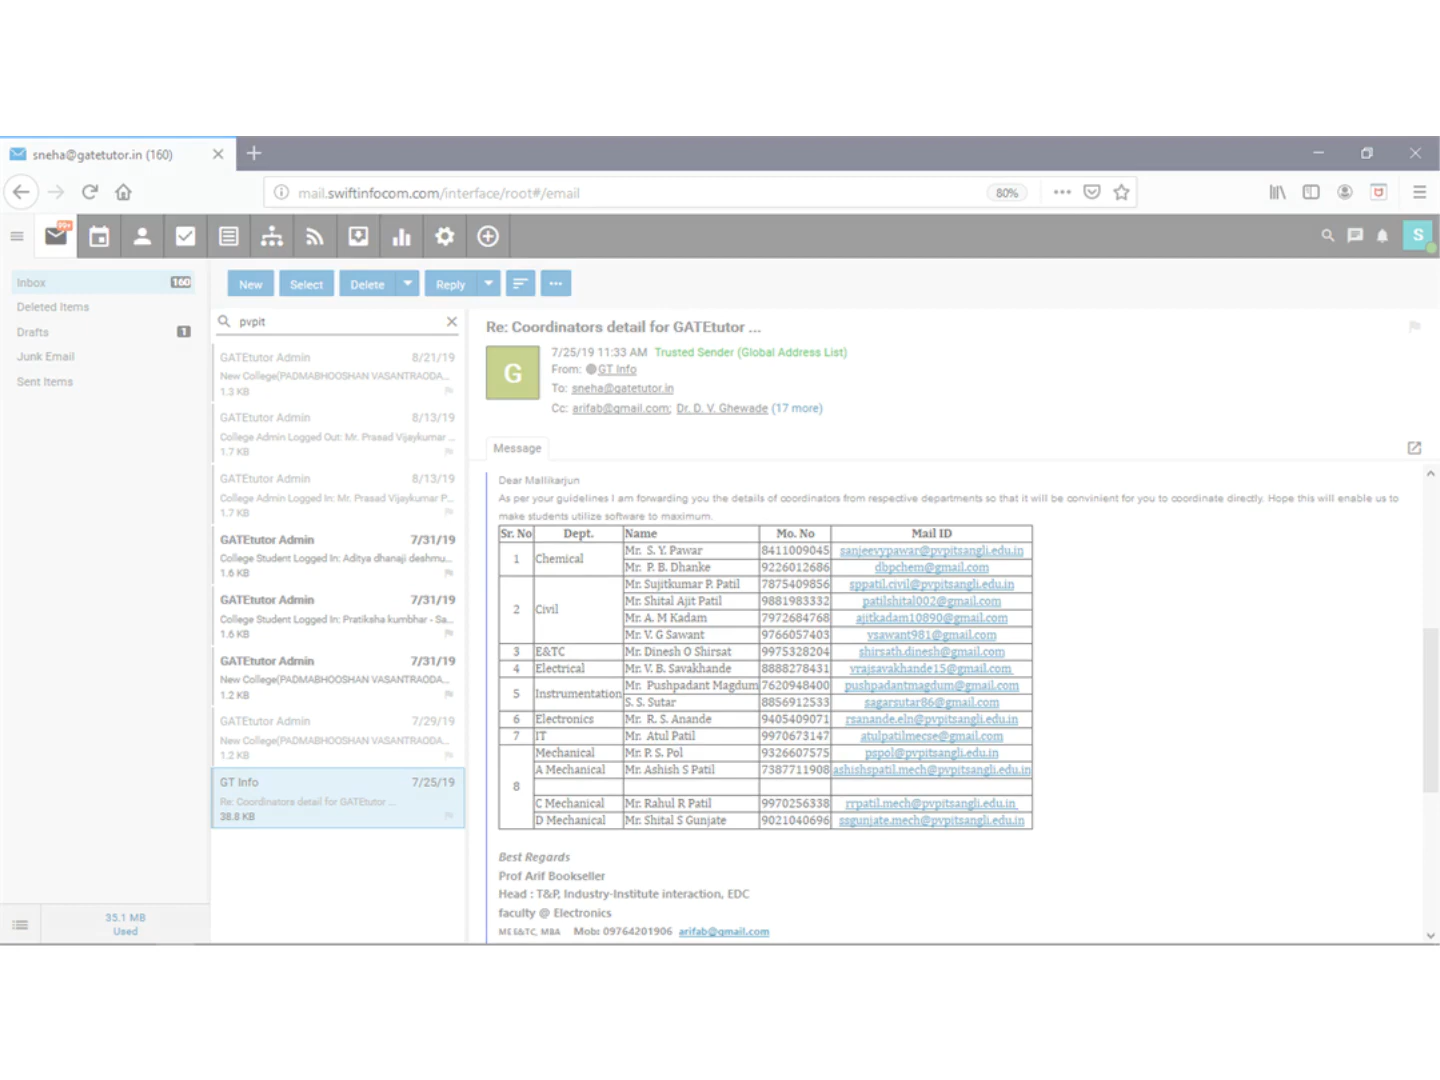 sneha@gatetutor.in (160)
mail.swiftinfocom.com/interface/root#/email
80%
99+
S
Inbox 160
Deleted Items
Drafts 1
Junk Email
Sent Items
35.1 MB
Used
New Select Delete Reply
pvpit
GATEtutor Admin 8/21/19
New College(PADMABHOOSHAN VASANTRAODA...
1.3 KB
GATEtutor Admin 8/13/19
College Admin Logged Out: Mr. Prasad Vijaykumar ...
1.7 KB
GATEtutor Admin 8/13/19
College Admin Logged In: Mr. Prasad Vijaykumar P...
1.7 KB
GATEtutor Admin 7/31/19
College Student Logged In: Aditya dhanaji deshmu...
1.6 KB
GATEtutor Admin 7/31/19
College Student Logged In: Pratiksha kumbhar - Sa...
1.6 KB
GATEtutor Admin 7/31/19
New College(PADMABHOOSHAN VASANTRAODA...
1.2 KB
GATEtutor Admin 7/29/19
New College(PADMABHOOSHAN VASANTRAODA...
1.2 KB
GT Info 7/25/19
Re: Coordinators detail for GATEtutor ...
38.8 KB
Re: Coordinators detail for GATEtutor ...
G
7/25/19 11:33 AM Trusted Sender (Global Address List)
From: GT Info
To: sneha@gatetutor.in
Cc: arifab@gmail.com; Dr. D. V. Ghewade (17 more)
Message
Dear Mallikarjun
As per your guidelines I am forwarding you the details of coordinators from respective departments so that it will be convinient for you to coordinate directly. Hope this will enable us to
make students utilize software to maximum.
Sr. No Dept. Name Mo. No Mail ID
1 Chemical Mr. S. Y. Pawar 8411009045 sanjeevypawar@pvpitsangli.edu.in
Mr. P. B. Dhanke 9226012686 dbpchem@gmail.com
2 Civil Mr. Sujitkumar P. Patil 7875409856 sppatil.civil@pvpitsangli.edu.in
Mr. Shital Ajit Patil 9881983332 patilshital002@gmail.com
Mr. A. M Kadam 7972684768 ajitkadam10890@gmail.com
Mr. V. G Sawant 9766057403 vsawant981@gmail.com
3 E&TC Mr. Dinesh O Shirsat 9975328204 shirsath.dinesh@gmail.com
4 Electrical Mr. V. B. Savakhande 8888278431 vrajsavakhande15@gmail.com
5 Instrumentation Mr. Pushpadant Magdum 7620948400 pushpadantmagdum@gmail.com
S. S. Sutar 8856912533 sagarsutar86@gmail.com
6 Electronics Mr. R. S. Anande 9405409071 rsanande.eln@pvpitsangli.edu.in
7 IT Mr. Atul Patil 9970673147 atulpatilmecse@gmail.com
8 Mechanical Mr. P. S. Pol 9326607575 pspol@pvpitsangli.edu.in
A Mechanical Mr. Ashish S Patil 7387711908 ashishspatil.mech@pvpitsangli.edu.in
C Mechanical Mr. Rahul R Patil 9970256338 rrpatil.mech@pvpitsangli.edu.in
D Mechanical Mr. Shital S Gunjate 9021040696 ssgunjate.mech@pvpitsangli.edu.in
Best Regards
Prof Arif Bookseller
Head : T&P, Industry-Institute interaction, EDC
faculty @ Electronics
ME E&TC, MBA Mob: 09764201906 arifab@gmail.com